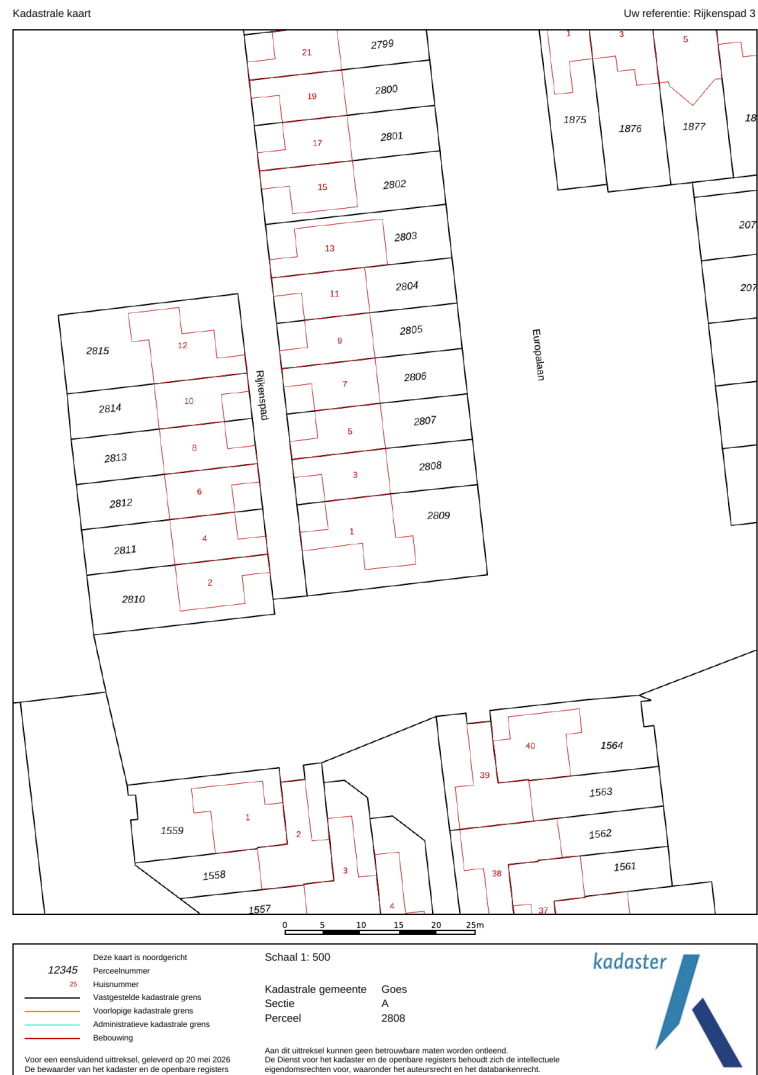 Kadastrale kaart
Uw referentie: Rijkenspad 3
21
2799
19
2800
17
2801
15
2802
13
2803
11
2804
9
2805
7
2806
5
2807
3
2808
1
2809
1
3
5
1875
1876
1877
18
207
207
Europalaan
Rijkenspad
2815
12
2814
10
2813
8
2812
6
2811
4
2810
2
40
1564
39
1563
1562
38
1561
37
1559
1
2
1558
3
1557
4
0 5 10 15 20 25m
Deze kaart is noordgericht
12345 Perceelnummer
25 Huisnummer
Vastgestelde kadastrale grens
Voorlopige kadastrale grens
Administratieve kadastrale grens
Bebouwing
Voor een eensluidend uittreksel, geleverd op 20 mei 2026
De bewaarder van het kadaster en de openbare registers
Schaal 1: 500
Kadastrale gemeente Goes
Sectie A
Perceel 2808
Aan dit uittreksel kunnen geen betrouwbare maten worden ontleend.
De Dienst voor het kadaster en de openbare registers behoudt zich de intellectuele
eigendomsrechten voor, waaronder het auteursrecht en het databankenrecht.
kadaster